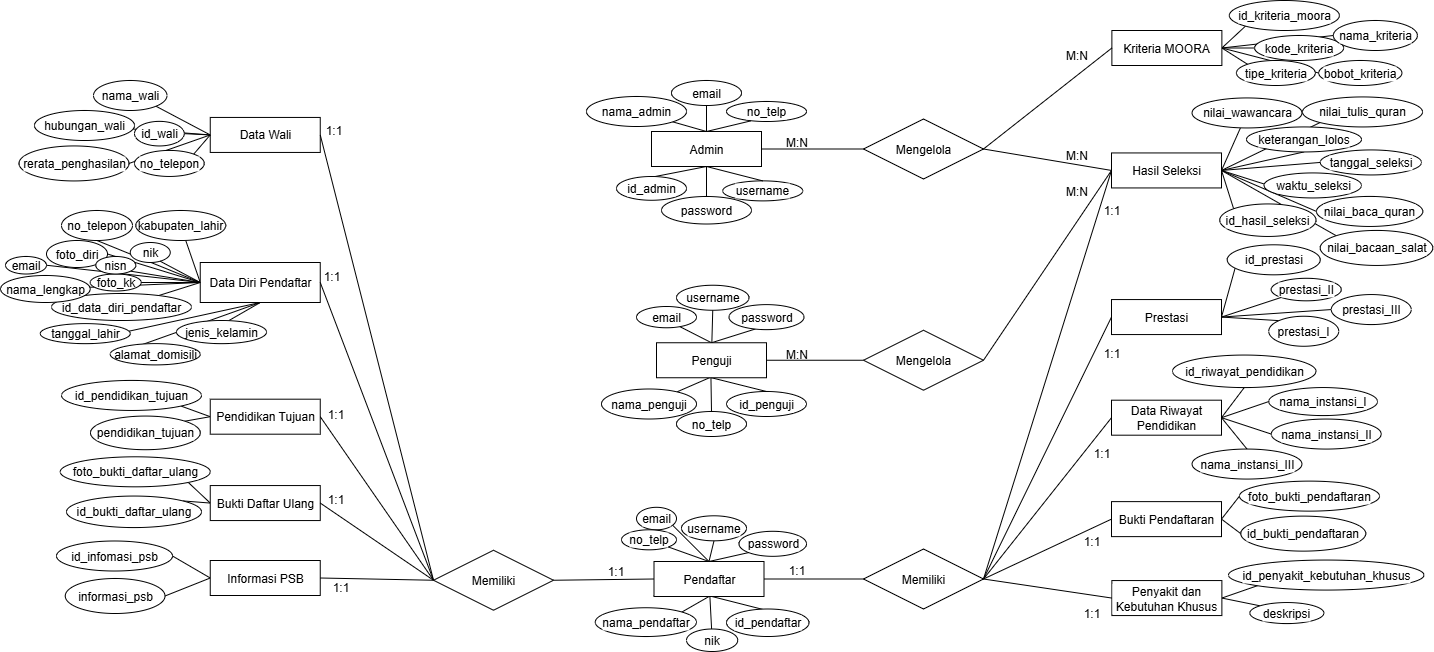 id_kriteria_moora
nama_kriteria
Kriteria MOORA
kode_kriteria
M:N
tipe_kriteria
bobot_kriteria
nama_wali
hubungan_wali
id_wali
Data Wali
1:1
rerata_penghasilan
no_telepon
email
nama_admin
no_telp
Admin
M:N
Mengelola
id_admin
username
password
nilai_wawancara
nilai_tulis_quran
keterangan_lolos
M:N
tanggal_seleksi
Hasil Seleksi
waktu_seleksi
M:N
1:1
nilai_baca_quran
id_hasil_seleksi
nilai_bacaan_salat
no_telepon
kabupaten_lahir
foto_diri
nik
email
nisn
Data Diri Pendaftar
1:1
foto_kk
nama_lengkap
id_data_diri_pendaftar
tanggal_lahir
jenis_kelamin
alamat_domisili
id_prestasi
prestasi_II
prestasi_III
Prestasi
prestasi_I
1:1
username
email
password
Penguji
M:N
Mengelola
nama_penguji
id_penguji
no_telp
id_riwayat_pendidikan
nama_instansi_I
Data Riwayat
Pendidikan
nama_instansi_II
1:1
nama_instansi_III
id_pendidikan_tujuan
Pendidikan Tujuan
1:1
pendidikan_tujuan
foto_bukti_daftar_ulang
Bukti Daftar Ulang
1:1
id_bukti_daftar_ulang
foto_bukti_pendaftaran
Bukti Pendaftaran
id_bukti_pendaftaran
1:1
id_infomasi_psb
Informasi PSB
1:1
informasi_psb
Memiliki
1:1
email
username
no_telp
password
Pendaftar
1:1
Memiliki
nama_pendaftar
id_pendaftar
nik
id_penyakit_kebutuhan_khusus
Penyakit dan
Kebutuhan Khusus
1:1
deskripsi